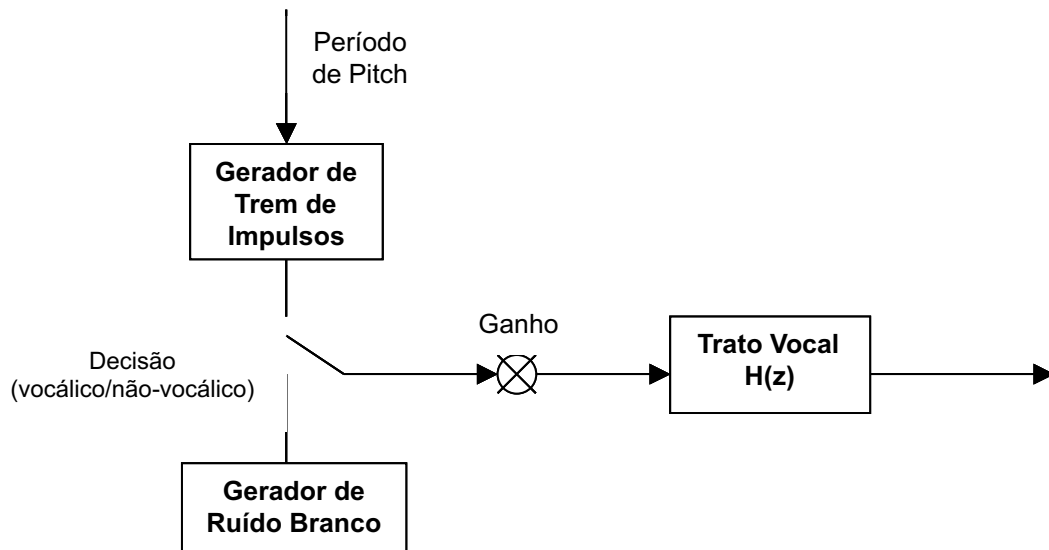 Período
de Pitch
Gerador de
Trem de
Impulsos
Ganho
Decisão
(vocálico/não-vocálico)
Trato Vocal
H(z)
Gerador de
Ruído Branco